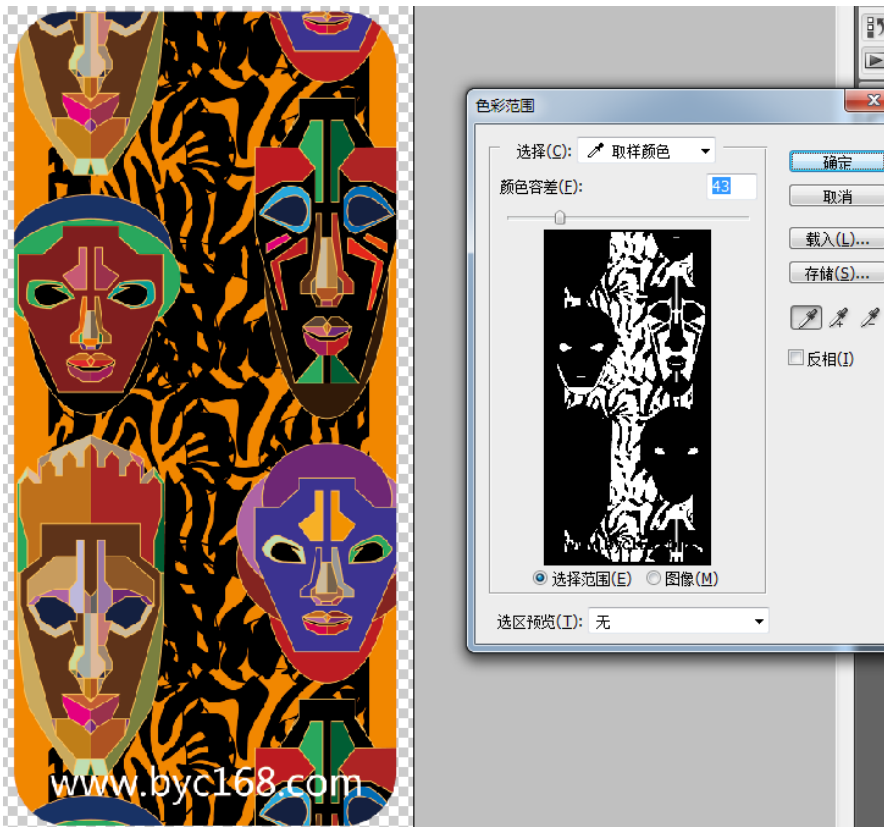 色彩范围
选择(C): 取样颜色
颜色容差(F): 43
选择范围(E) 图像(M)
选区预览(T): 无
确定
取消
载入(L)...
存储(S)...
反相(I)
www.byc168.com